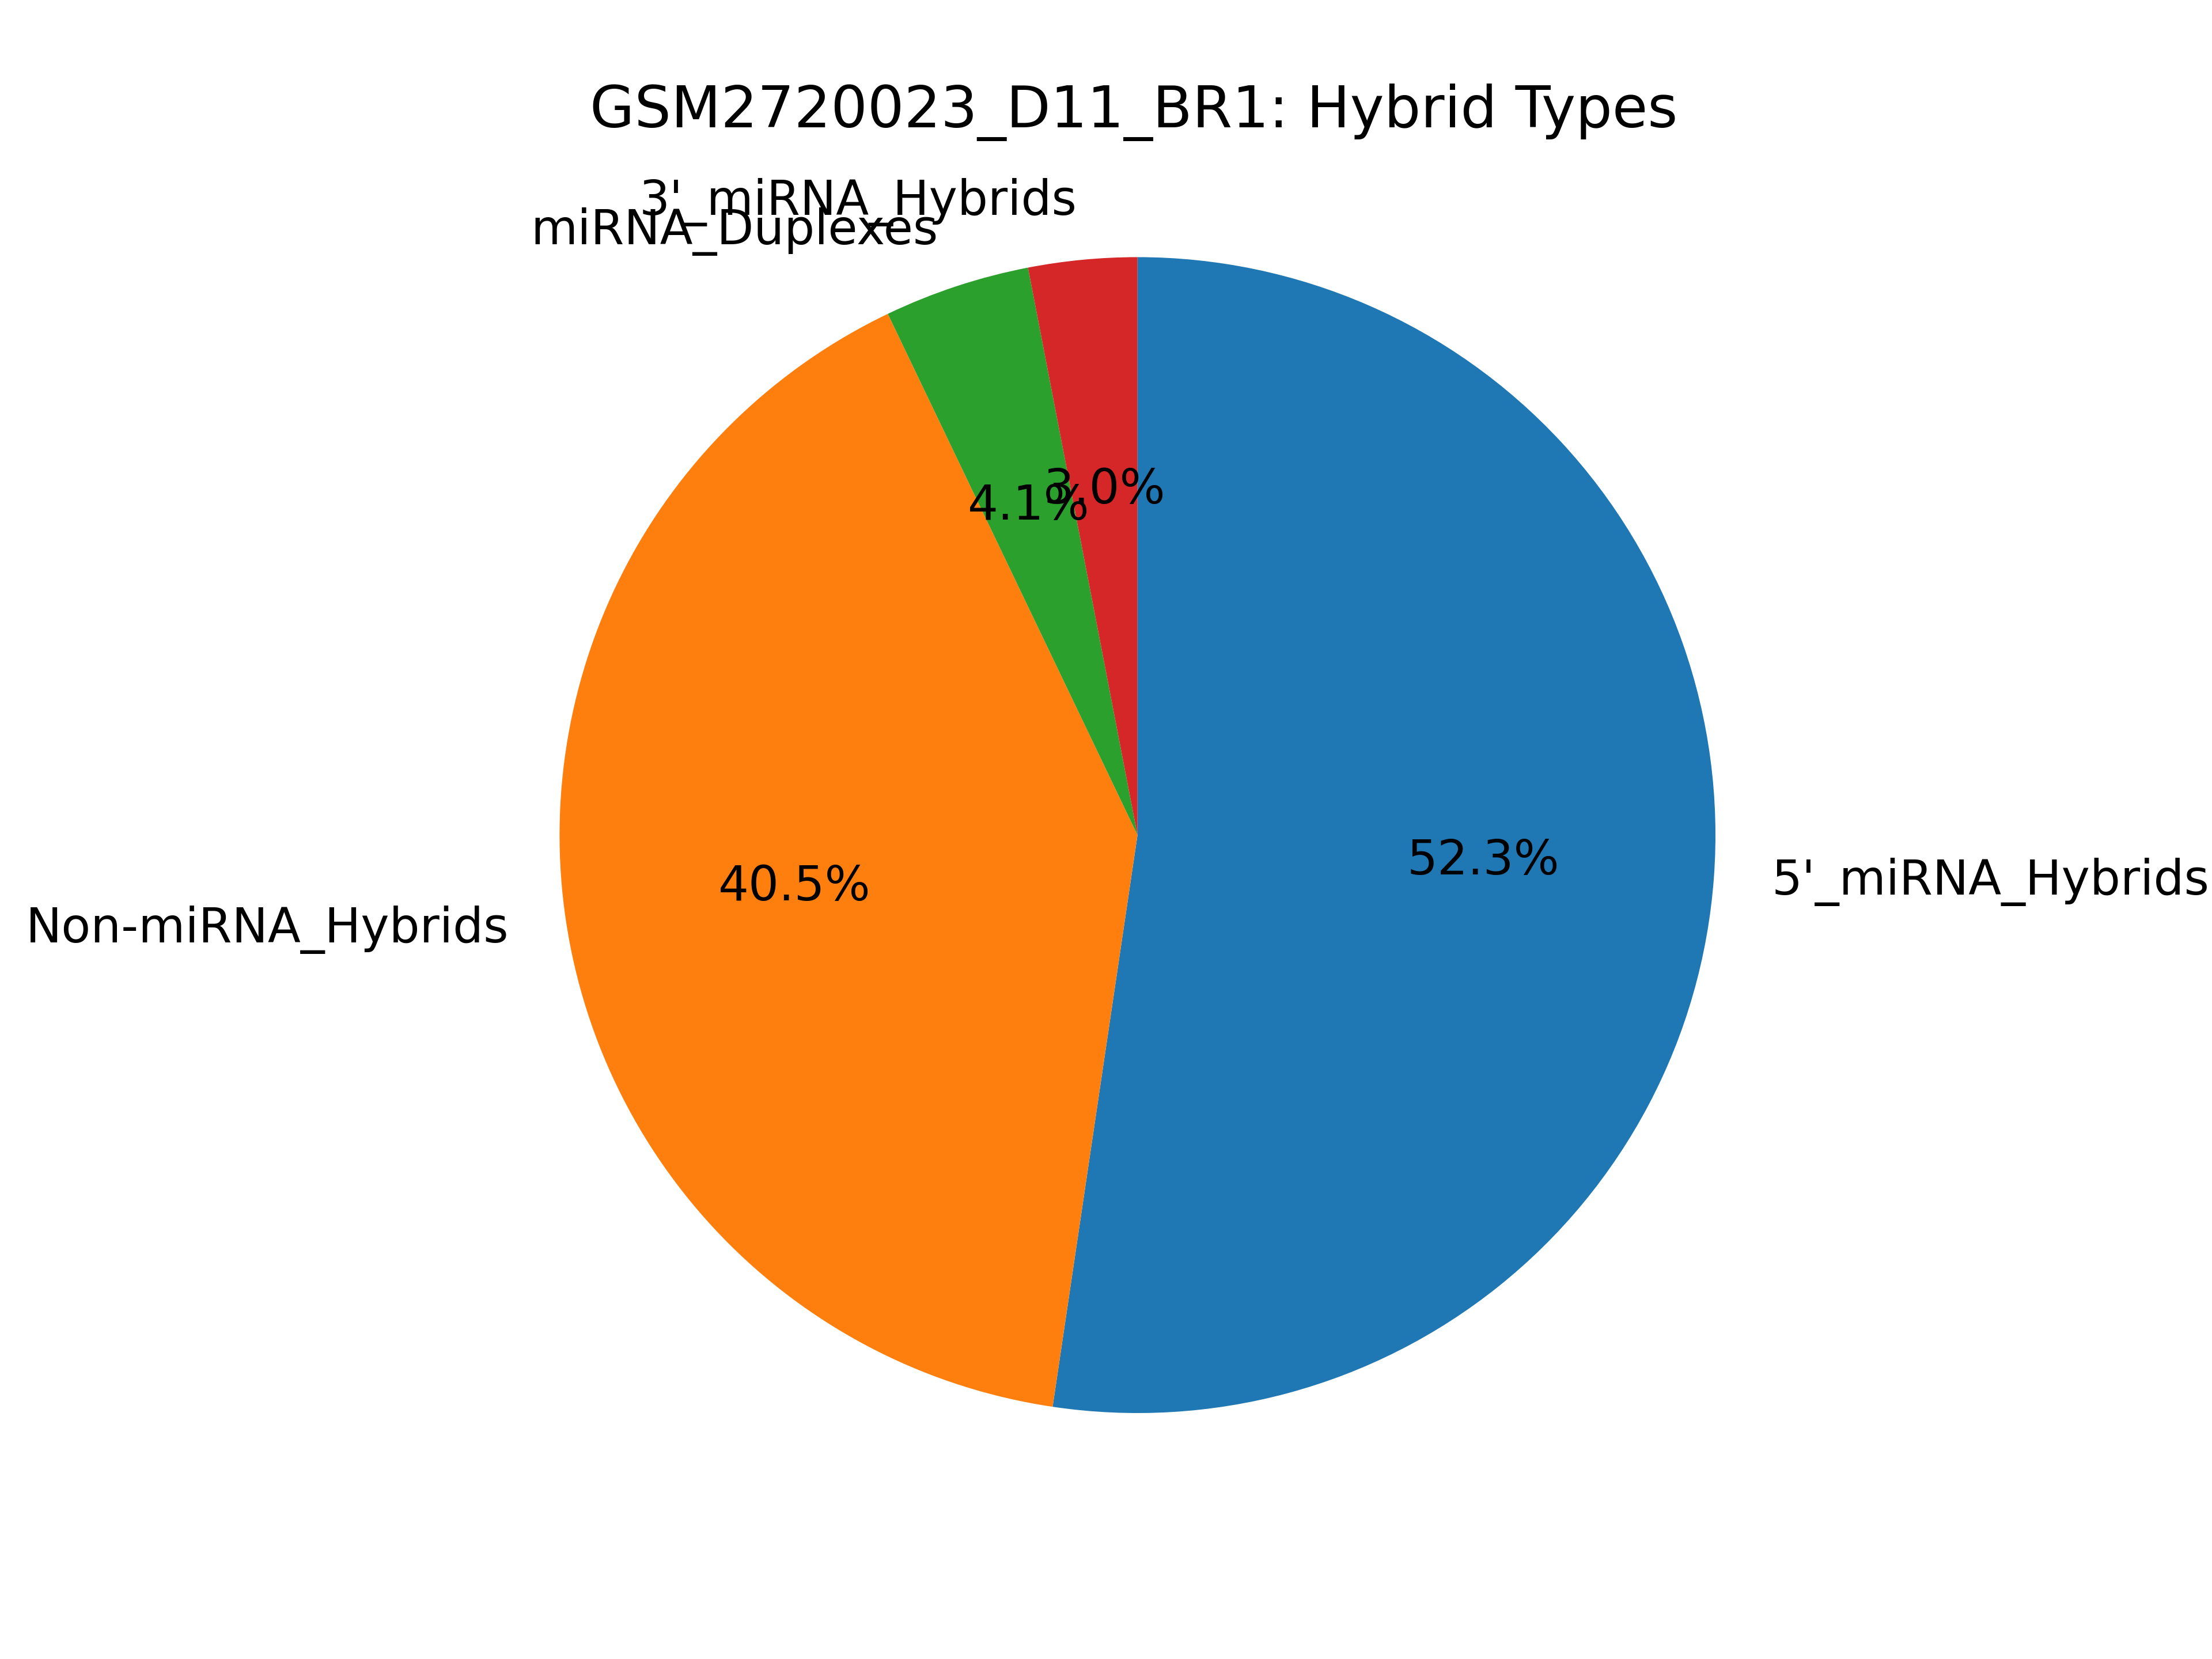 GSM2720023_D11_BR1: Hybrid Types
3'_miRNA_Hybrids
miRNA_Duplexes
3.0%
4.1%
52.3%
5'_miRNA_Hybrids
40.5%
Non-miRNA_Hybrids